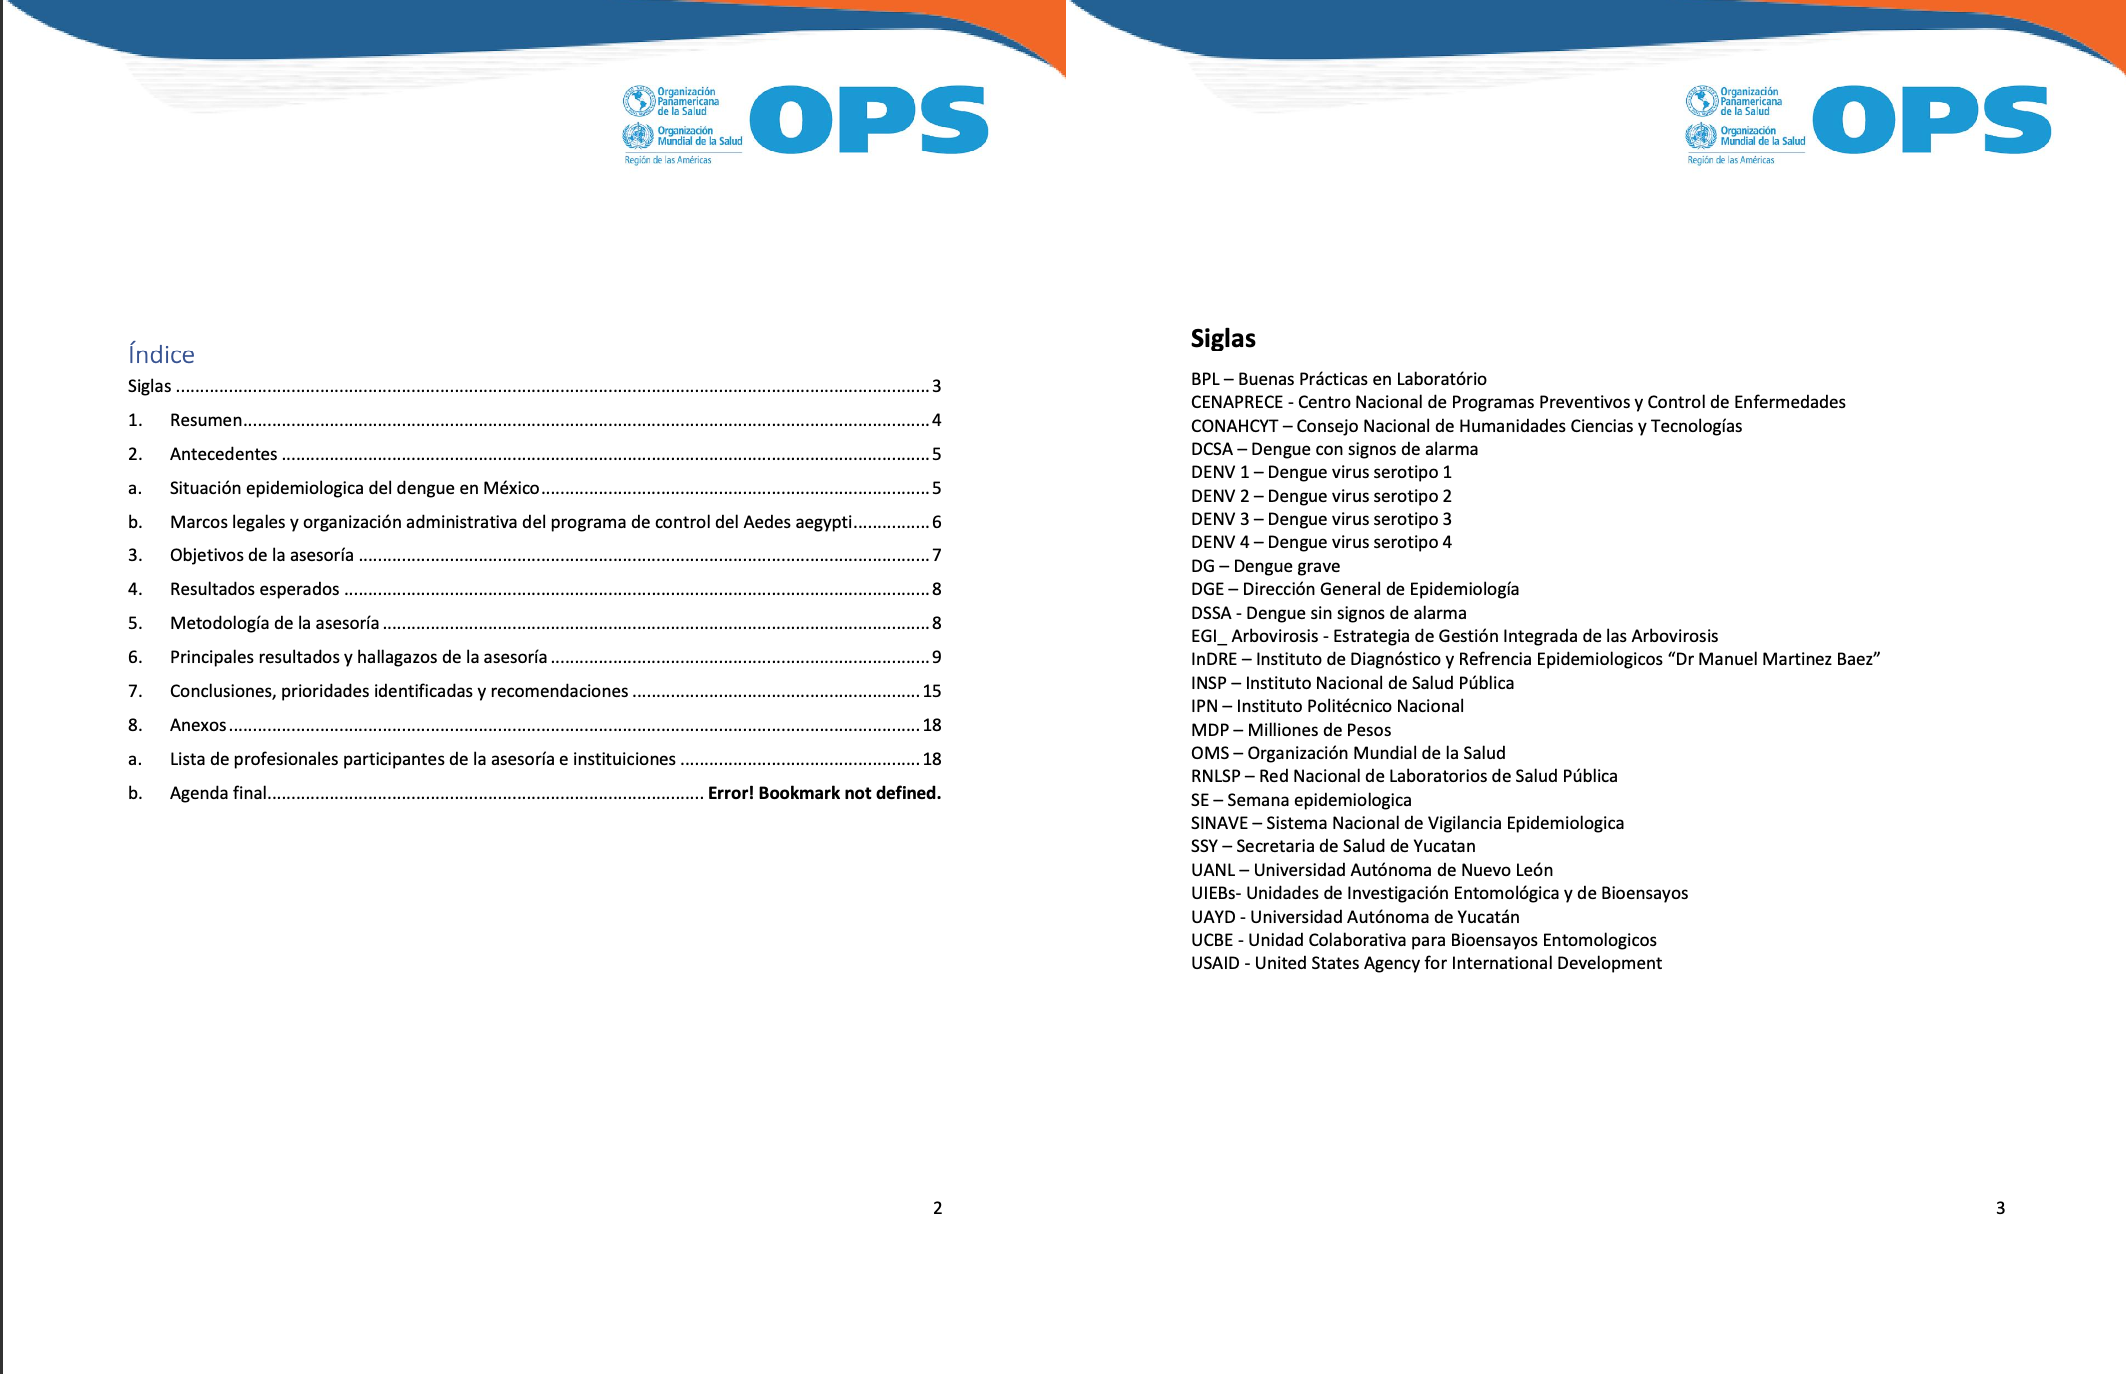 Organización
Panamericana
de la Salud
Organización
Mundial de la Salud
Región de las Américas
OPS
Índice
Siglas ........ 3
1. Resumen ........ 4
2. Antecedentes ........ 5
a. Situación epidemiologica del dengue en México ........ 5
b. Marcos legales y organización administrativa del programa de control del Aedes aegypti ........ 6
3. Objetivos de la asesoría ........ 7
4. Resultados esperados ........ 8
5. Metodología de la asesoría ........ 8
6. Principales resultados y hallagazos de la asesoría ........ 9
7. Conclusiones, prioridades identificadas y recomendaciones ........ 15
8. Anexos ........ 18
a. Lista de profesionales participantes de la asesoría e instituiciones ........ 18
b. Agenda final ........ Error! Bookmark not defined.
2
Organización
Panamericana
de la Salud
Organización
Mundial de la Salud
Región de las Américas
OPS
Siglas
BPL – Buenas Prácticas en Laboratório
CENAPRECE - Centro Nacional de Programas Preventivos y Control de Enfermedades
CONAHCYT – Consejo Nacional de Humanidades Ciencias y Tecnologías
DCSA – Dengue con signos de alarma
DENV 1 – Dengue virus serotipo 1
DENV 2 – Dengue virus serotipo 2
DENV 3 – Dengue virus serotipo 3
DENV 4 – Dengue virus serotipo 4
DG – Dengue grave
DGE – Dirección General de Epidemiología
DSSA - Dengue sin signos de alarma
EGI_ Arbovirosis - Estrategia de Gestión Integrada de las Arbovirosis
InDRE – Instituto de Diagnóstico y Refrencia Epidemiologicos “Dr Manuel Martinez Baez”
INSP – Instituto Nacional de Salud Pública
IPN – Instituto Politécnico Nacional
MDP – Milliones de Pesos
OMS – Organización Mundial de la Salud
RNLSP – Red Nacional de Laboratorios de Salud Pública
SE – Semana epidemiologica
SINAVE – Sistema Nacional de Vigilancia Epidemiologica
SSY – Secretaria de Salud de Yucatan
UANL – Universidad Autónoma de Nuevo León
UIEBs- Unidades de Investigación Entomológica y de Bioensayos
UAYD - Universidad Autónoma de Yucatán
UCBE - Unidad Colaborativa para Bioensayos Entomologicos
USAID - United States Agency for International Development
3